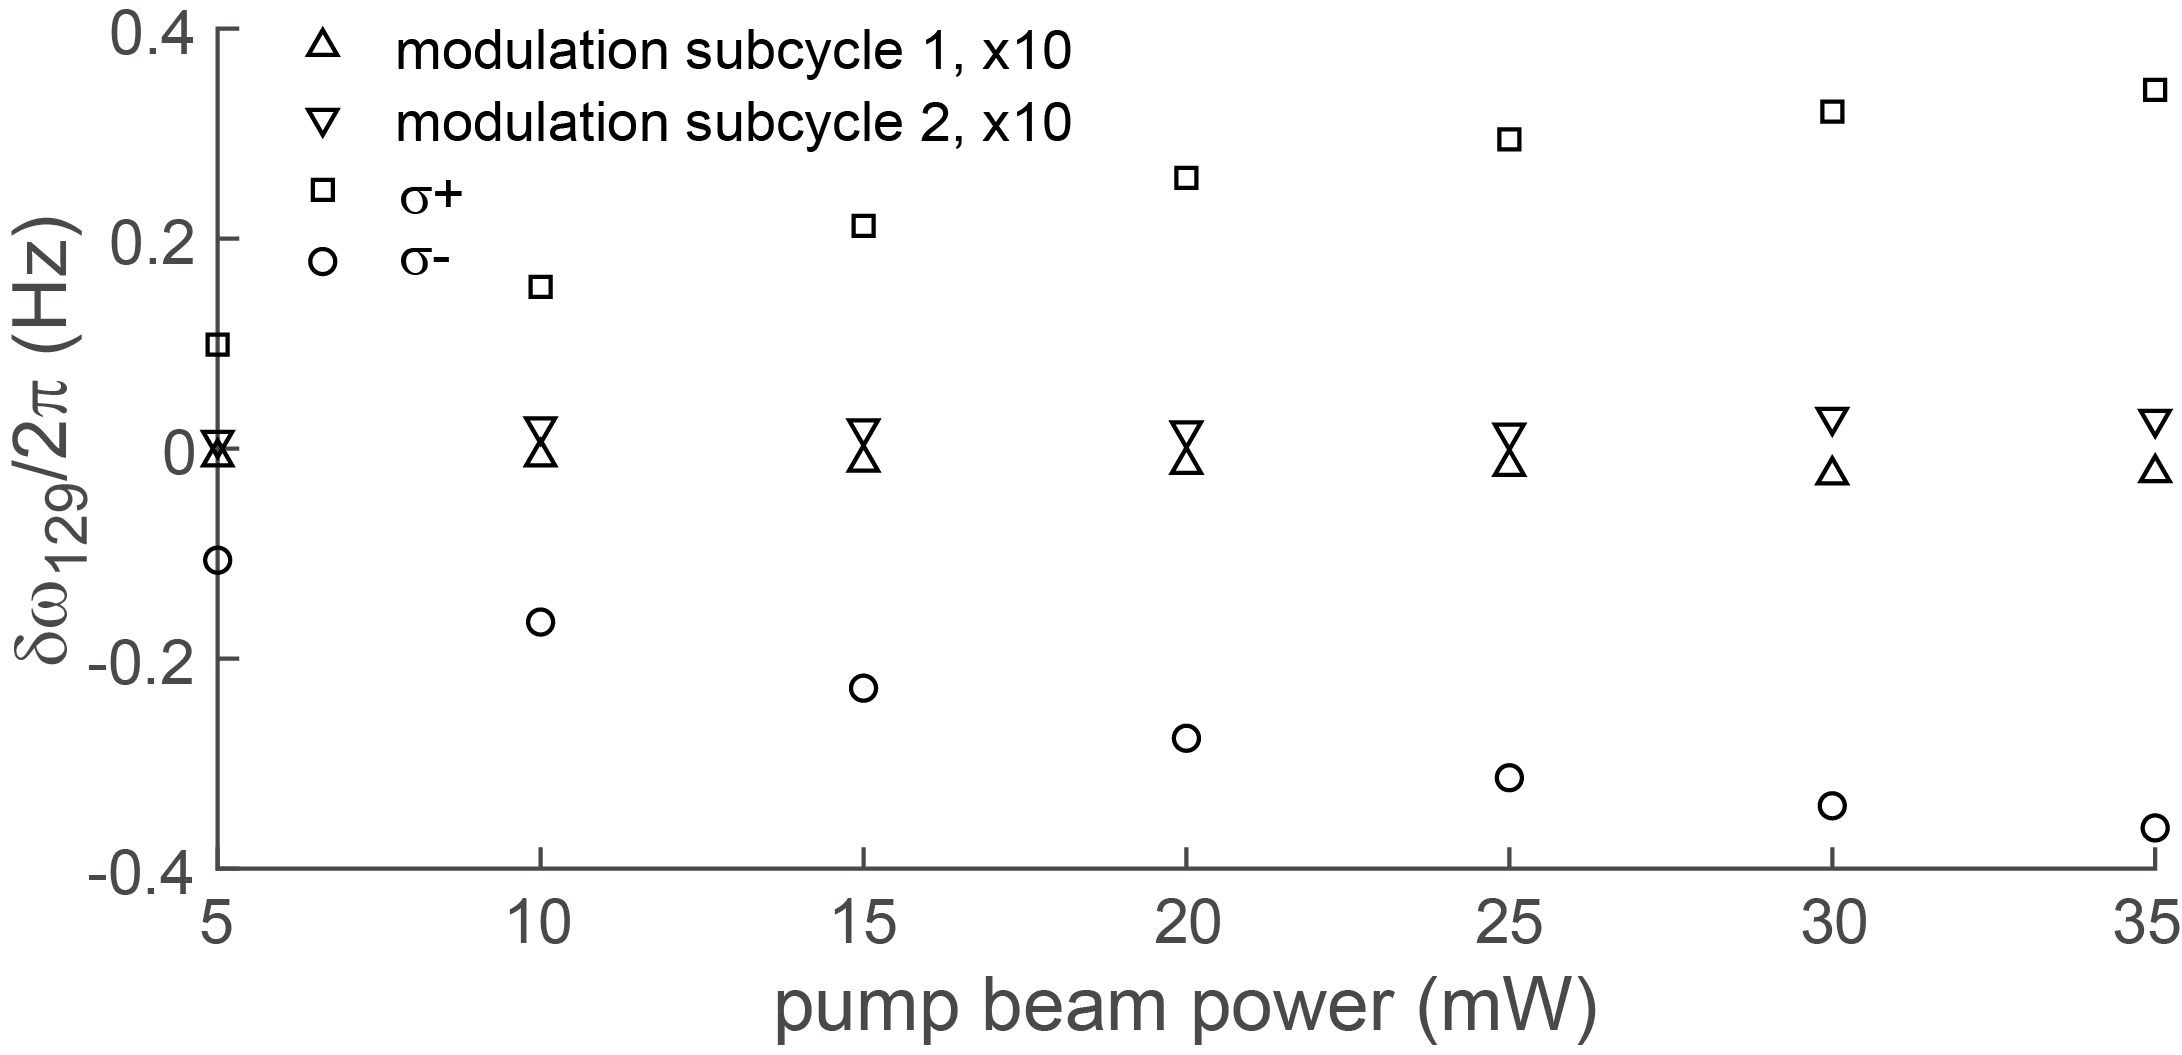 0.4
0.2
0
-0.2
-0.4
δω129/2π (Hz)
modulation subcycle 1, x10
modulation subcycle 2, x10
σ+
σ-
5 10 15 20 25 30 35
pump beam power (mW)